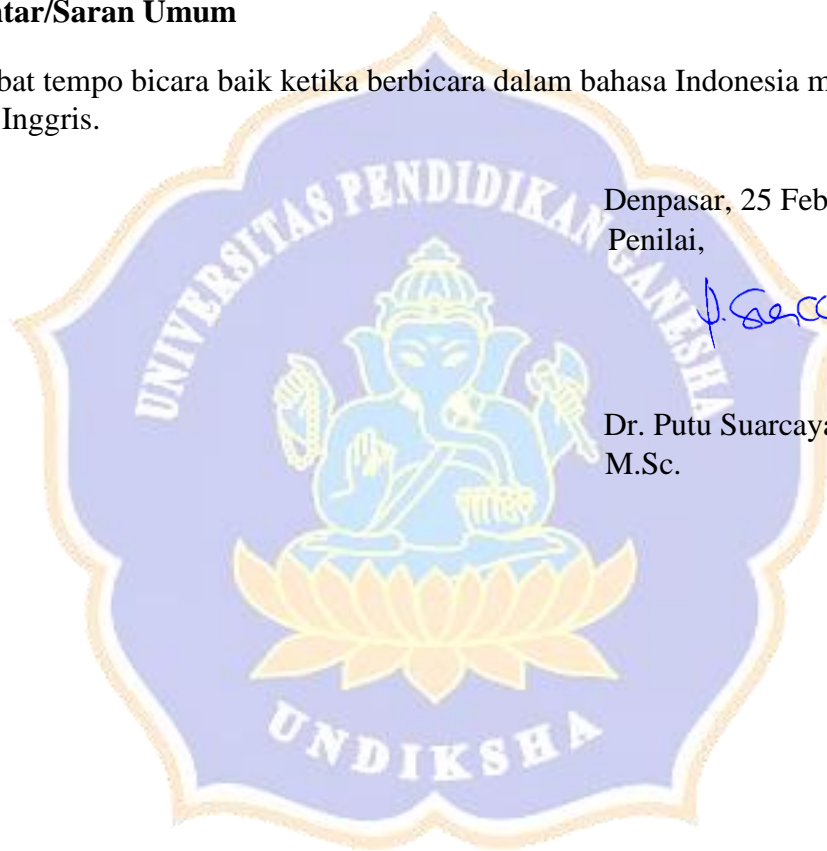 ntar/Saran Umum
bat tempo bicara baik ketika berbicara dalam bahasa Indonesia m
Inggris.
Denpasar, 25 Feb
Penilai,
Dr. Putu Suarcaya
M.Sc.
UNIVERSITAS PENDIDIKAN GANESHA
UNDIKSHA